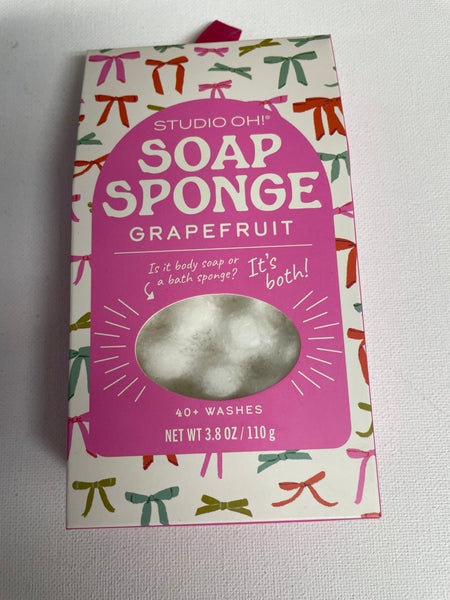 STUDIO OH!®
SOAP
SPONGE
GRAPEFRUIT
Is it body soap or
a bath sponge?
It's
both!
40+ WASHES
NET WT 3.8 OZ / 110 g